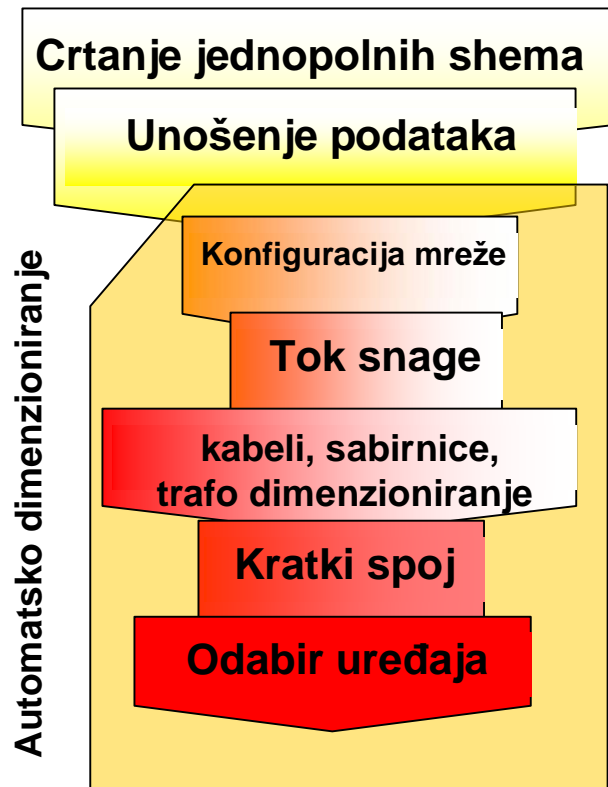 Crtanje jednopolnih shema
Unošenje podataka
Konfiguracija mreže
Tok snage
kabeli, sabirnice,
trafo dimenzioniranje
Kratki spoj
Odabir uređaja
Automatsko dimenzioniranje